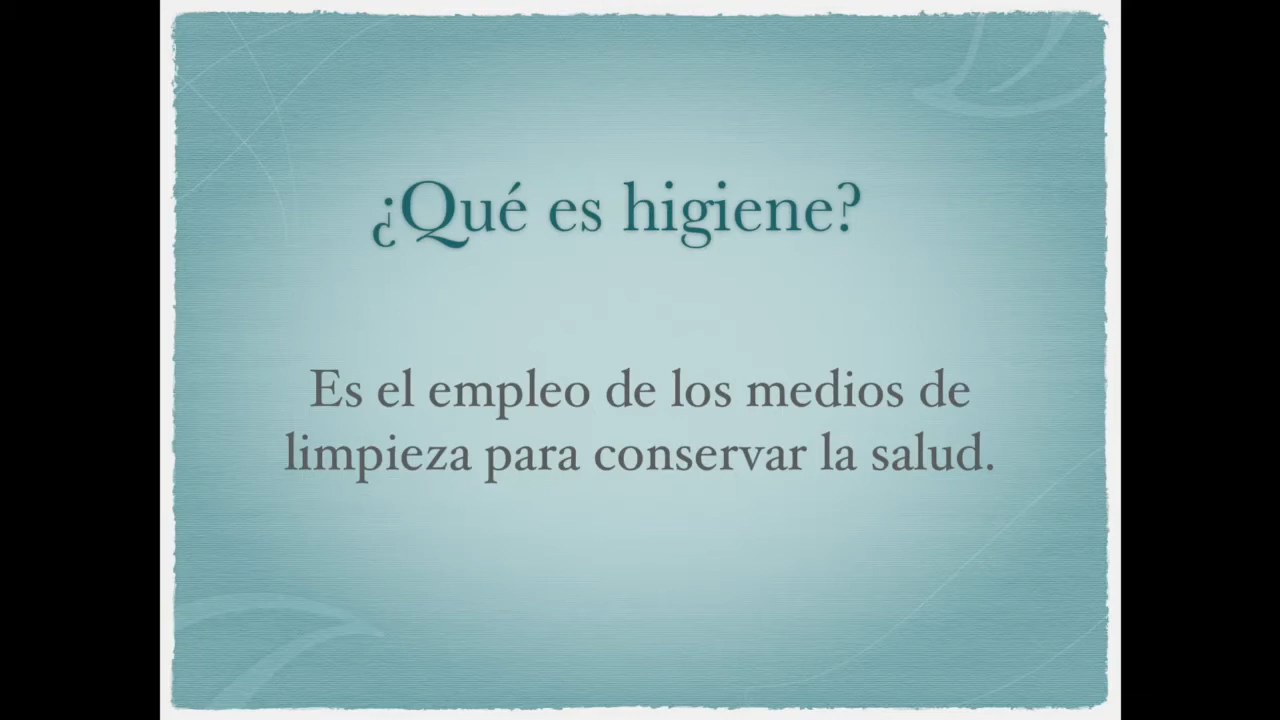 ¿Qué es higiene?
Es el empleo de los medios de
limpieza para conservar la salud.